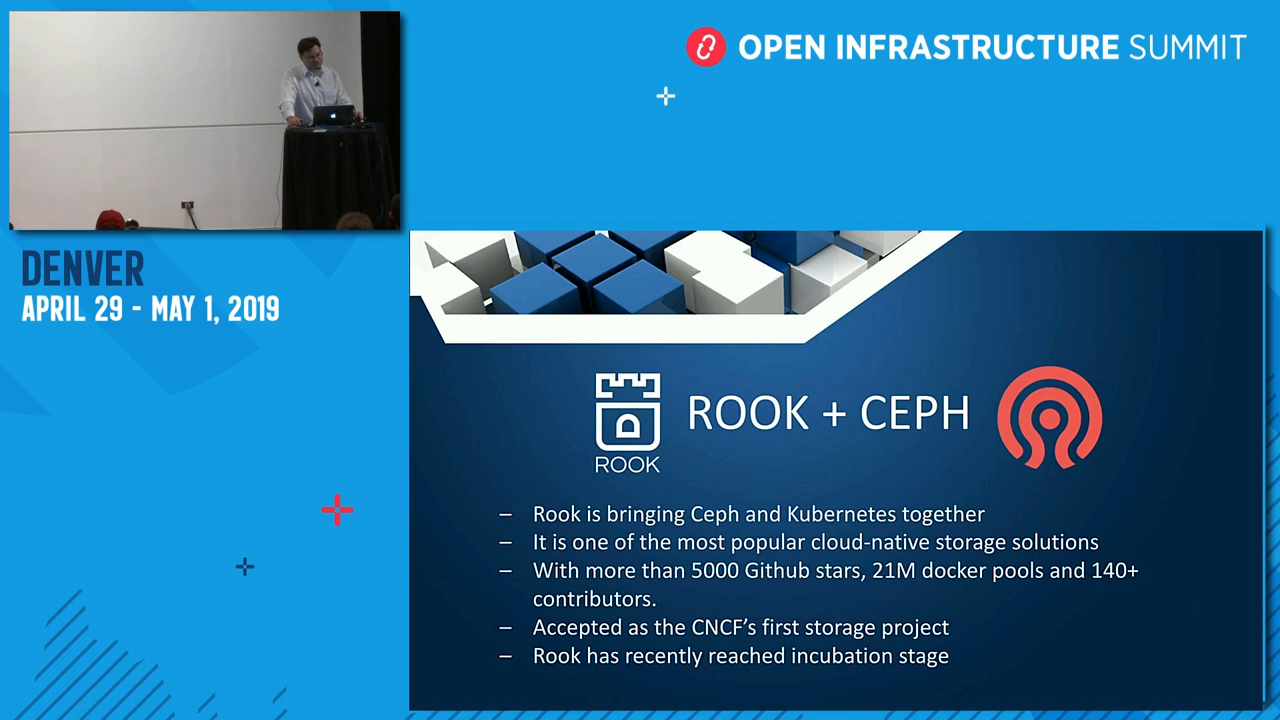 OPEN INFRASTRUCTURE SUMMIT
DENVER
APRIL 29 - MAY 1, 2019
ROOK
ROOK + CEPH
– Rook is bringing Ceph and Kubernetes together
– It is one of the most popular cloud-native storage solutions
– With more than 5000 Github stars, 21M docker pools and 140+
contributors.
– Accepted as the CNCF’s first storage project
– Rook has recently reached incubation stage